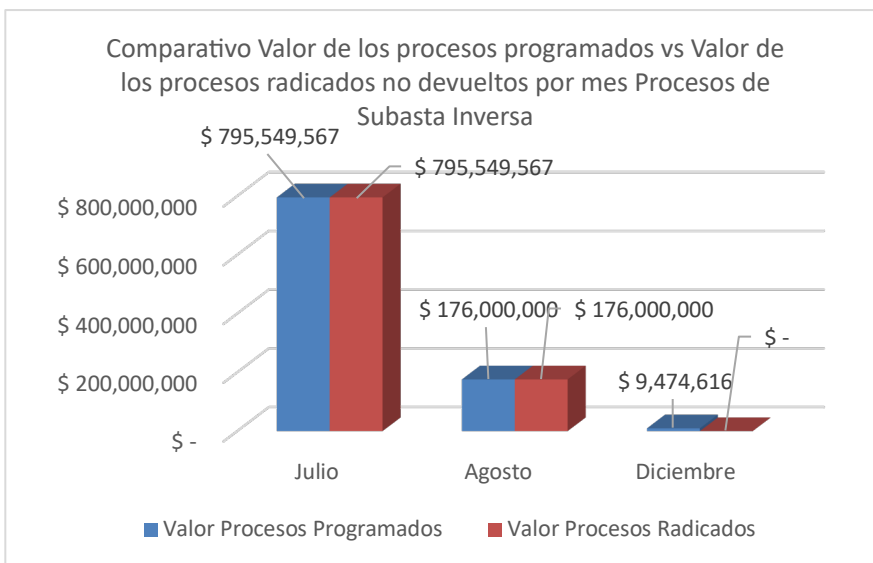 Comparativo Valor de los procesos programados vs Valor de
los procesos radicados no devueltos por mes Procesos de
Subasta Inversa
$ 795,549,567
$ 795,549,567
$ 800,000,000
$ 600,000,000
$ 400,000,000
$ 200,000,000
$ -
$ 176,000,000
$ 176,000,000
$ 9,474,616
$ -
Julio
Agosto
Diciembre
Valor Procesos Programados
Valor Procesos Radicados